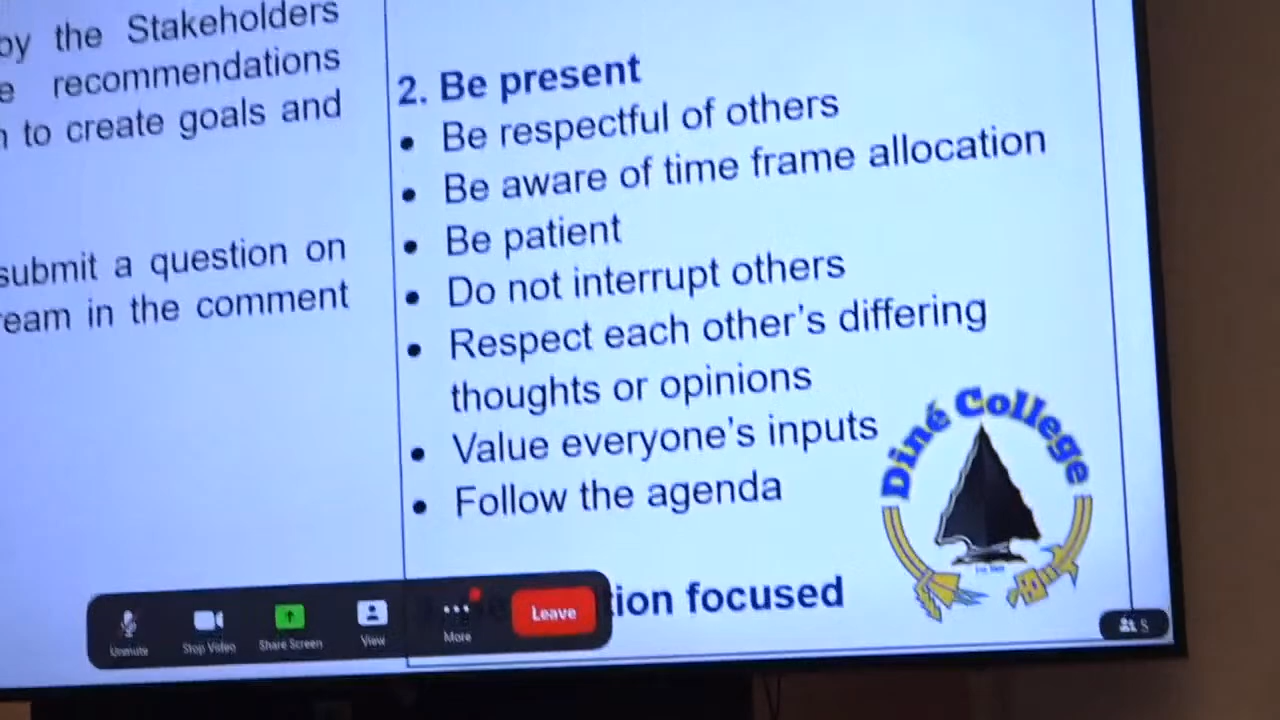 by the Stakeholders
recommendations
to create goals and
submit a question on
in the comment
2. Be present
• Be respectful of others
• Be aware of time frame allocation
• Be patient
• Do not interrupt others
• Respect each other's differing
thoughts or opinions
• Value everyone's inputs
• Follow the agenda
focused
Diné College
Unmute
Stop Video
Share Screen
View
More
Leave
5